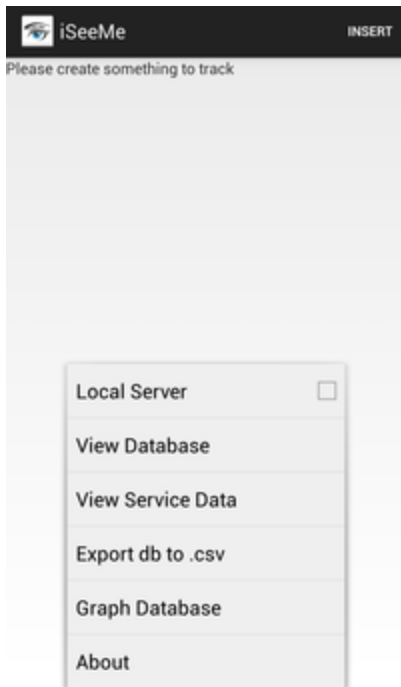 iSeeMe
INSERT
Please create something to track
Local Server
View Database
View Service Data
Export db to .csv
Graph Database
About